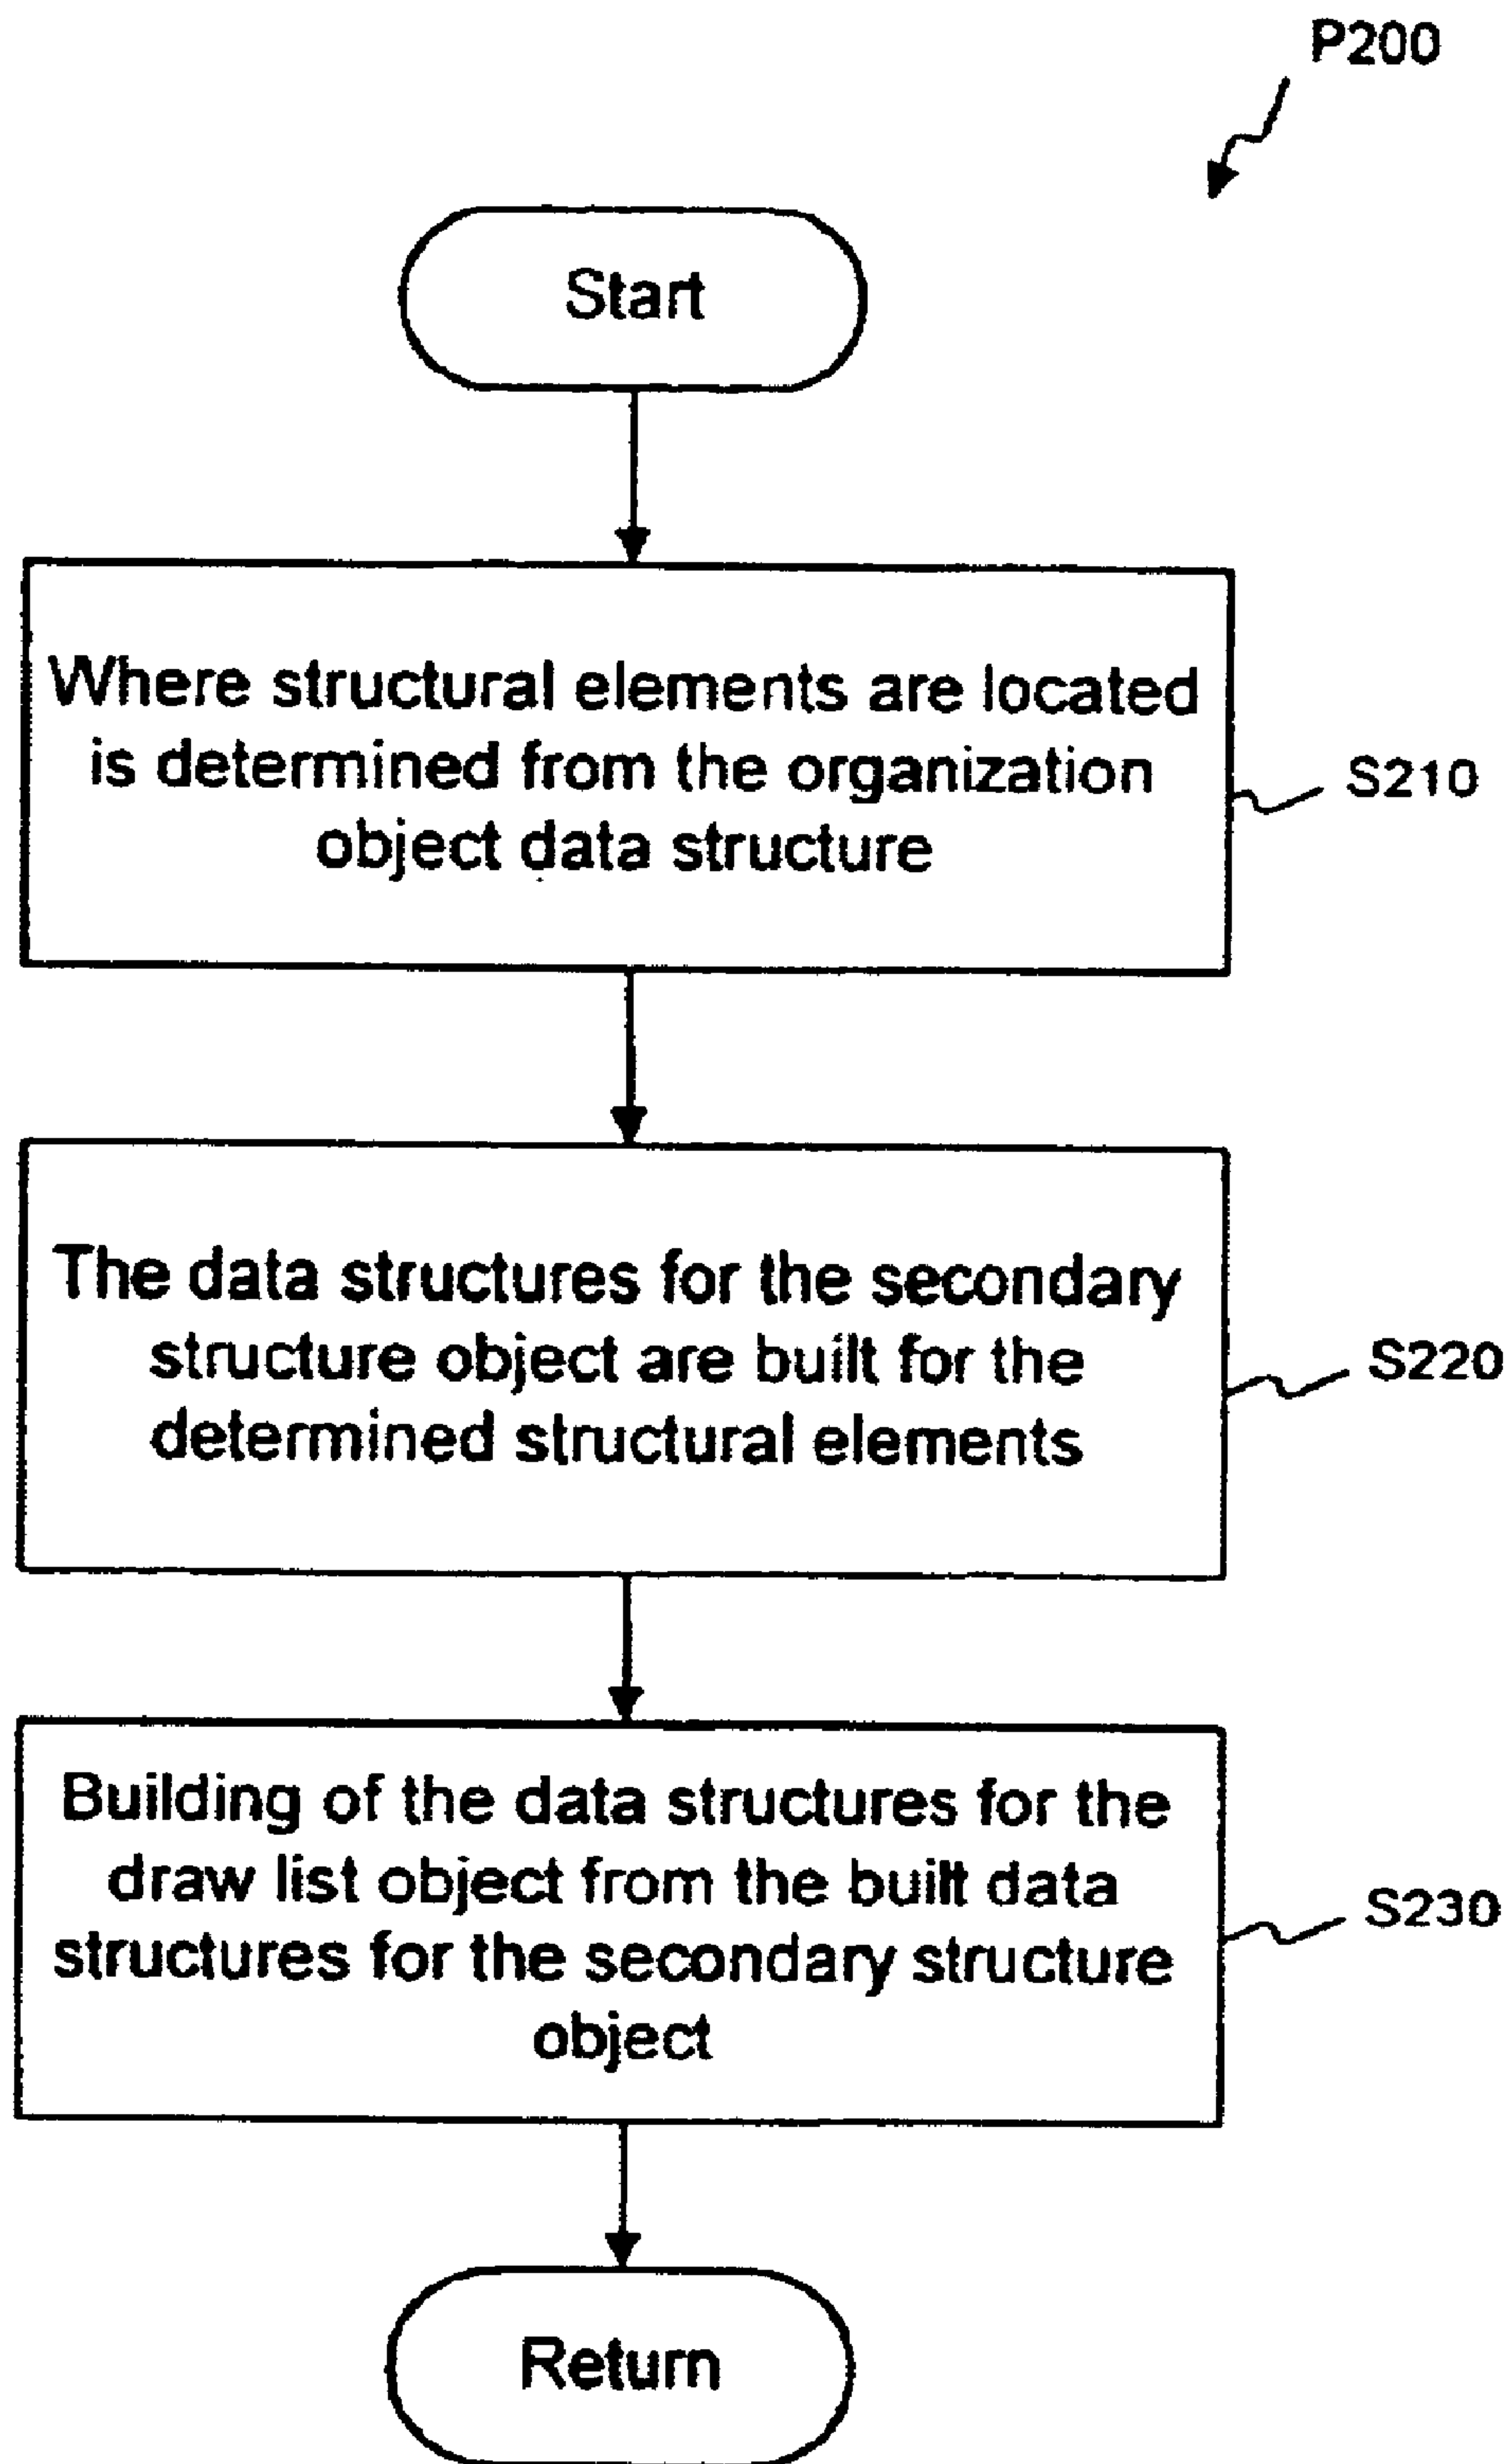 P200
Start
Where structural elements are located
is determined from the organization
object data structure
S210
The data structures for the secondary
structure object are built for the
determined structural elements
S220
Building of the data structures for the
draw list object from the built data
structures for the secondary structure
object
S230
Return